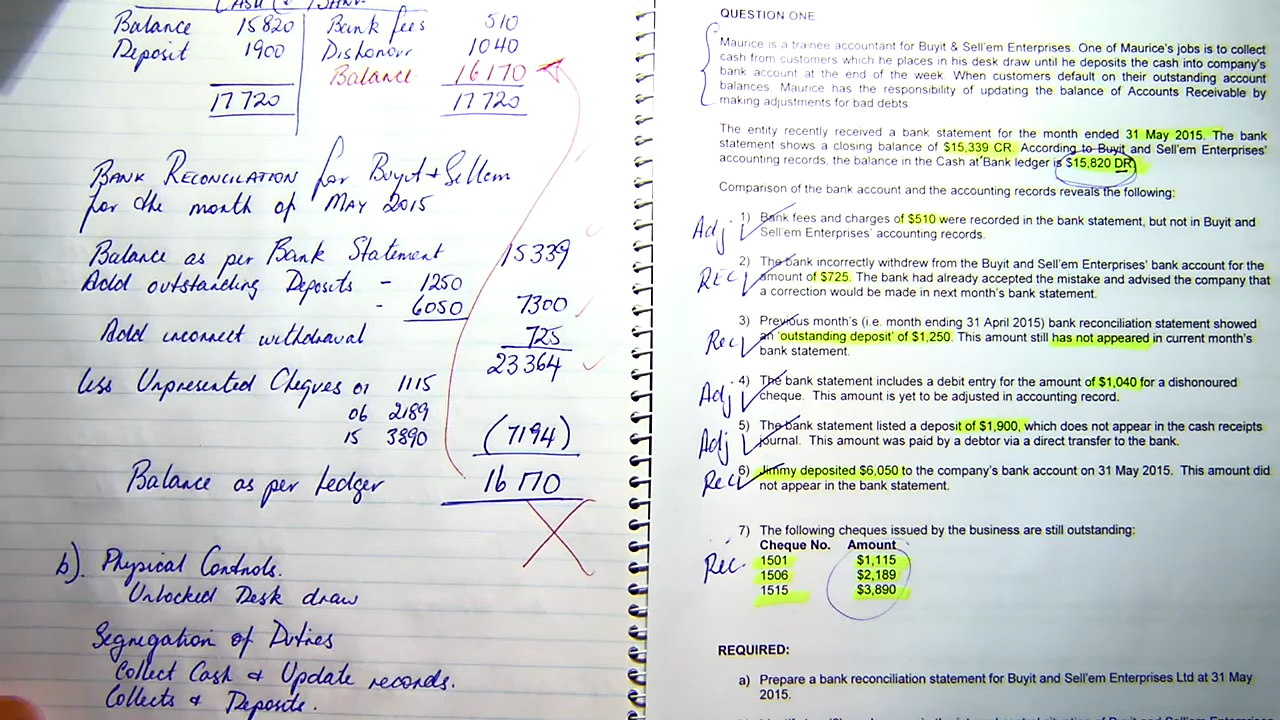 CASH @ BANK
Balance 15820 Bank fees 510
Deposit 1900 Dishonour 1040
Balance 16170
17720 17720
BANK RECONCILATION for Buyit + Sellem
for the month of MAY 2015
Balance as per Bank Statement 15339
Add outstanding Deposits - 1250
- 6050 7300
Add incorrect withdrawal 725
23364
less Unpresented Cheques 01 1115
06 2189
15 3890 (7194)
Balance as per Ledger 16170
b). Physical Controls.
Unlocked Desk draw
Segregation of Duties
Collect Cash & Update records.
Collects & Deposits.
QUESTION ONE
Maurice is a trainee accountant for Buyit & Sell'em Enterprises. One of Maurice's jobs is to collect
cash from customers which he places in his desk draw until he deposits the cash into company's
bank account at the end of the week. When customers default on their outstanding account
balances, Maurice has the responsibility of updating the balance of Accounts Receivable by
making adjustments for bad debts
The entity recently received a bank statement for the month ended 31 May 2015. The bank
statement shows a closing balance of $15,339 CR. According to Buyit and Sell'em Enterprises'
accounting records, the balance in the Cash at Bank ledger is $15,820 DR.
Comparison of the bank account and the accounting records reveals the following:
Adj 1) Bank fees and charges of $510 were recorded in the bank statement, but not in Buyit and
Sell'em Enterprises' accounting records.
REC 2) The bank incorrectly withdrew from the Buyit and Sell'em Enterprises' bank account for the
amount of $725. The bank had already accepted the mistake and advised the company that
a correction would be made in next month's bank statement.
Rec 3) Previous month's (i.e. month ending 31 April 2015) bank reconciliation statement showed
an 'outstanding deposit' of $1,250. This amount still has not appeared in current month's
bank statement.
Adj 4) The bank statement includes a debit entry for the amount of $1,040 for a dishonoured
cheque. This amount is yet to be adjusted in accounting record.
Adj 5) The bank statement listed a deposit of $1,900, which does not appear in the cash receipts
journal. This amount was paid by a debtor via a direct transfer to the bank.
Rec 6) Jimmy deposited $6,050 to the company's bank account on 31 May 2015. This amount did
not appear in the bank statement.
7) The following cheques issued by the business are still outstanding:
Cheque No. Amount
Rec 1501 $1,115
1506 $2,189
1515 $3,890
REQUIRED:
a) Prepare a bank reconciliation statement for Buyit and Sell'em Enterprises Ltd at 31 May
2015.